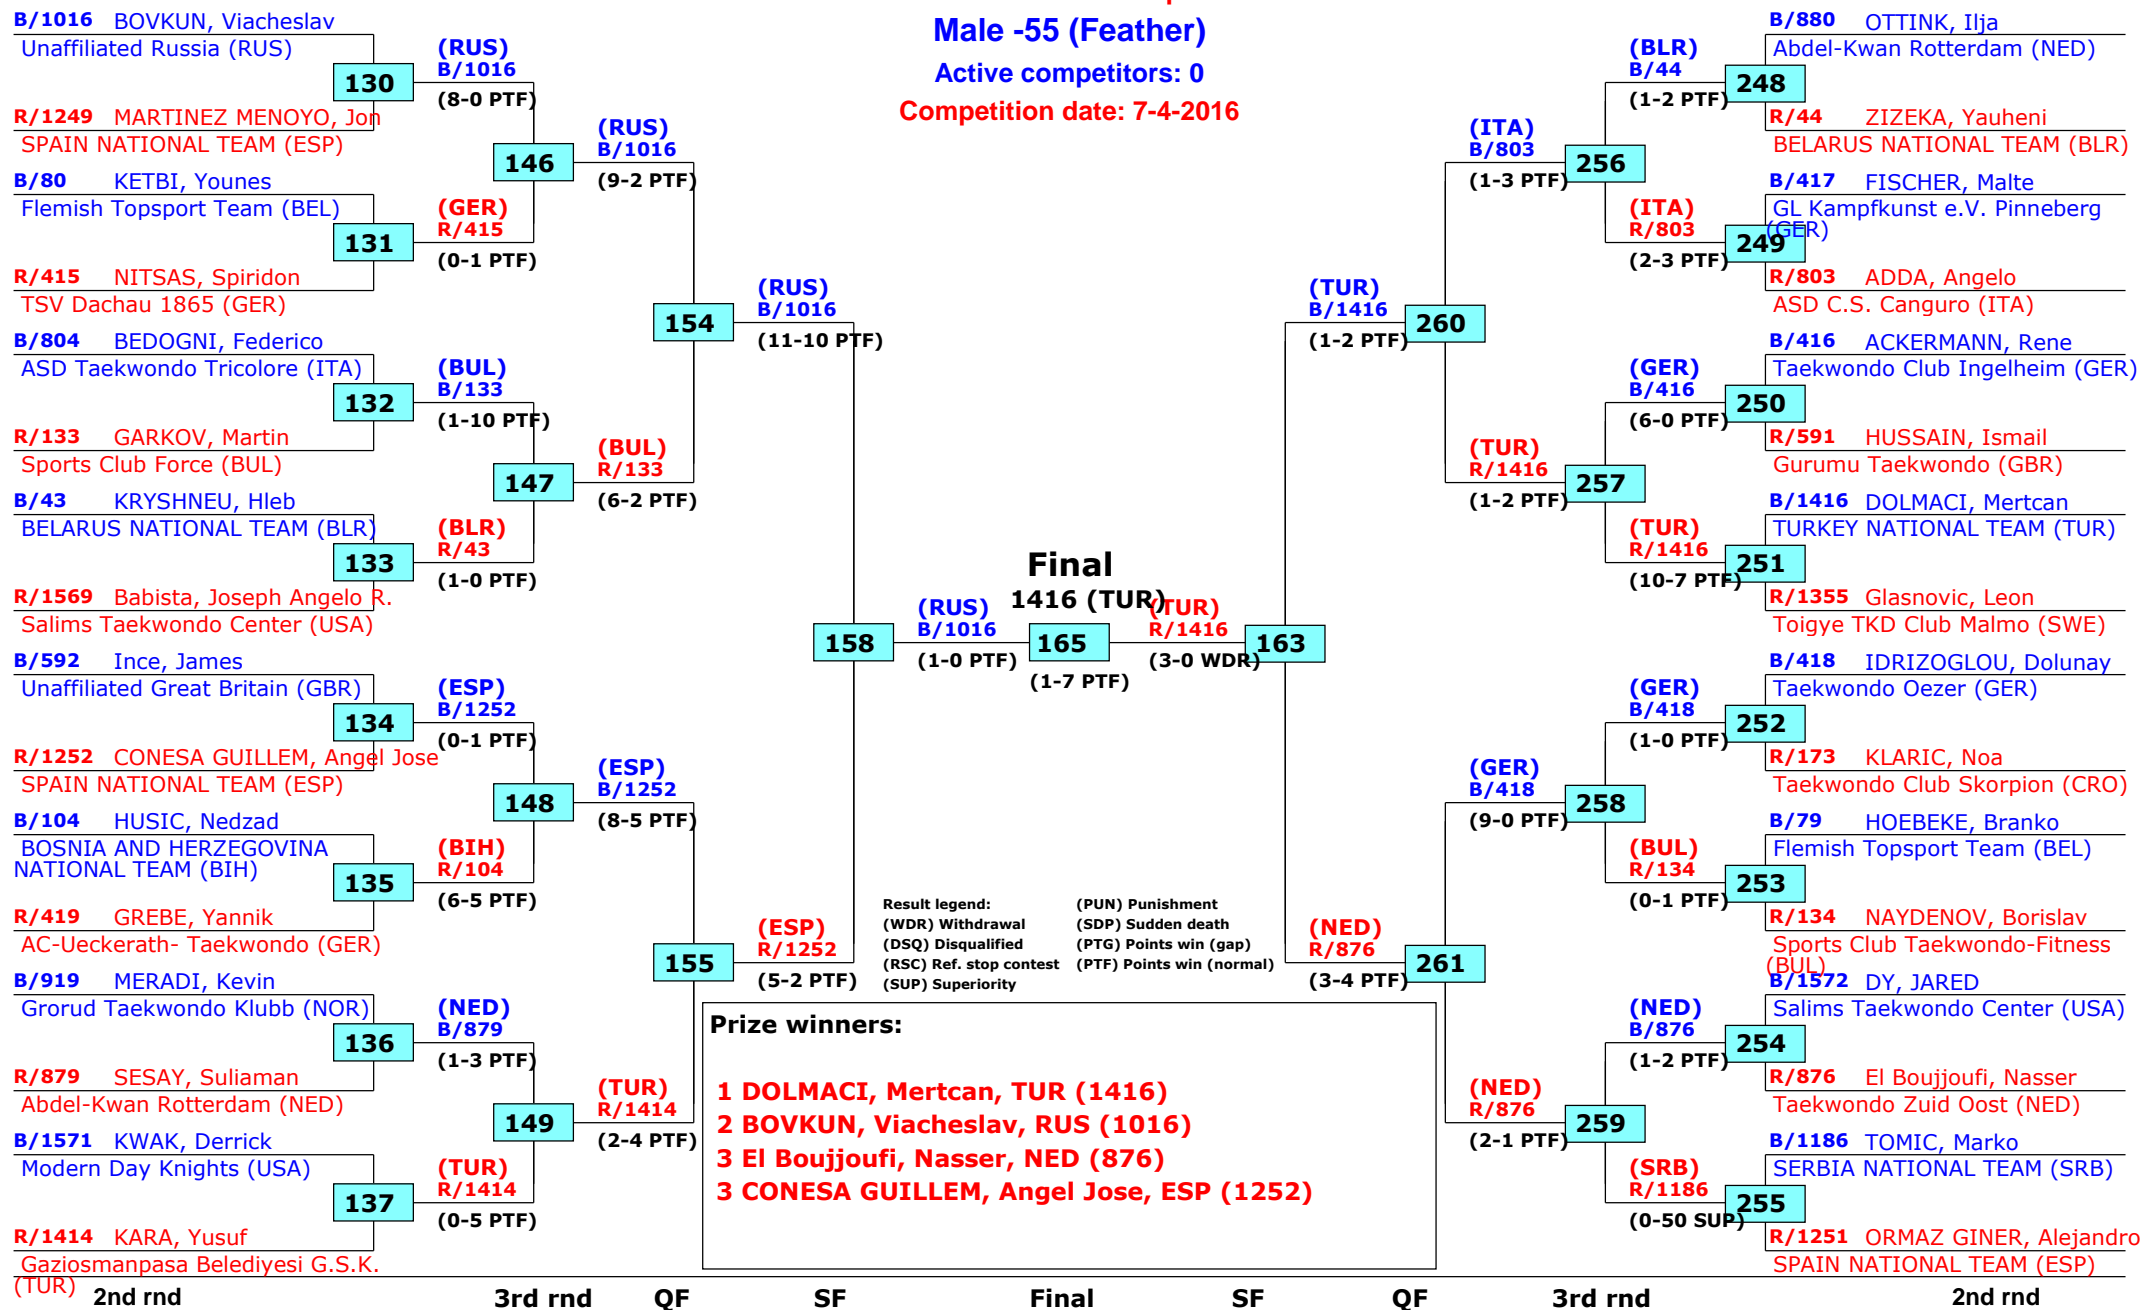 Male -55 (Feather)
Active competitors: 0
Competition date: 7-4-2016
B/1016 BOVKUN, Viacheslav
Unaffiliated Russia (RUS)
130
R/1249 MARTINEZ MENOYO, Jon
SPAIN NATIONAL TEAM (ESP)
B/80 KETBI, Younes
Flemish Topsport Team (BEL)
131
R/415 NITSAS, Spiridon
TSV Dachau 1865 (GER)
B/804 BEDOGNI, Federico
ASD Taekwondo Tricolore (ITA)
132
R/133 GARKOV, Martin
Sports Club Force (BUL)
B/43 KRYSHNEU, Hleb
BELARUS NATIONAL TEAM (BLR)
133
R/1569 Babista, Joseph Angelo R.
Salims Taekwondo Center (USA)
B/592 Ince, James
Unaffiliated Great Britain (GBR)
134
R/1252 CONESA GUILLEM, Angel Jose
SPAIN NATIONAL TEAM (ESP)
B/104 HUSIC, Nedzad
BOSNIA AND HERZEGOVINA
NATIONAL TEAM (BIH)
135
R/419 GREBE, Yannik
AC-Ueckerath- Taekwondo (GER)
B/919 MERADI, Kevin
Grorud Taekwondo Klubb (NOR)
136
R/879 SESAY, Suliaman
Abdel-Kwan Rotterdam (NED)
B/1571 KWAK, Derrick
Modern Day Knights (USA)
137
R/1414 KARA, Yusuf
Gaziosmanpasa Belediyesi G.S.K.
(TUR)
(RUS)
B/1016
(8-0 PTF)
146
(GER)
R/415
(0-1 PTF)
(BUL)
B/133
(1-10 PTF)
147
(BLR)
R/43
(1-0 PTF)
(ESP)
B/1252
(0-1 PTF)
148
(BIH)
R/104
(6-5 PTF)
(NED)
B/879
(1-3 PTF)
149
(TUR)
R/1414
(0-5 PTF)
(RUS)
B/1016
(9-2 PTF)
154
(BUL)
R/133
(6-2 PTF)
(ESP)
B/1252
(8-5 PTF)
155
(TUR)
R/1414
(2-4 PTF)
(RUS)
B/1016
(11-10 PTF)
158
(ESP)
R/1252
(5-2 PTF)
Final
1416 (TUR)
(RUS)
B/1016
(1-0 PTF)
165
(1-7 PTF)
(TUR)
R/1416
(3-0 WDR)
163
(TUR)
B/1416
(1-2 PTF)
260
(NED)
R/876
(3-4 PTF)
261
(ITA)
B/803
(1-3 PTF)
256
(TUR)
R/1416
(1-2 PTF)
257
(GER)
B/418
(9-0 PTF)
258
(NED)
R/876
(2-1 PTF)
259
(BLR)
B/44
(1-2 PTF)
248
(ITA)
R/803
(2-3 PTF)
249
(GER)
B/416
(6-0 PTF)
250
(TUR)
R/1416
(10-7 PTF)
251
(GER)
B/418
(1-0 PTF)
252
(BUL)
R/134
(0-1 PTF)
253
(NED)
B/876
(1-2 PTF)
254
(SRB)
R/1186
(0-50 SUP)
255
B/880 OTTINK, Ilja
Abdel-Kwan Rotterdam (NED)
R/44 ZIZEKA, Yauheni
BELARUS NATIONAL TEAM (BLR)
B/417 FISCHER, Malte
GL Kampfkunst e.V. Pinneberg
(GER)
R/803 ADDA, Angelo
ASD C.S. Canguro (ITA)
B/416 ACKERMANN, Rene
Taekwondo Club Ingelheim (GER)
R/591 HUSSAIN, Ismail
Gurumu Taekwondo (GBR)
B/1416 DOLMACI, Mertcan
TURKEY NATIONAL TEAM (TUR)
R/1355 Glasnovic, Leon
Toigye TKD Club Malmo (SWE)
B/418 IDRIZOGLOU, Dolunay
Taekwondo Oezer (GER)
R/173 KLARIC, Noa
Taekwondo Club Skorpion (CRO)
B/79 HOEBEKE, Branko
Flemish Topsport Team (BEL)
R/134 NAYDENOV, Borislav
Sports Club Taekwondo-Fitness
(BUL)
B/1572 DY, JARED
Salims Taekwondo Center (USA)
R/876 El Boujjoufi, Nasser
Taekwondo Zuid Oost (NED)
B/1186 TOMIC, Marko
SERBIA NATIONAL TEAM (SRB)
R/1251 ORMAZ GINER, Alejandro
SPAIN NATIONAL TEAM (ESP)
Result legend: (PUN) Punishment
(WDR) Withdrawal (SDP) Sudden death
(DSQ) Disqualified (PTG) Points win (gap)
(RSC) Ref. stop contest (PTF) Points win (normal)
(SUP) Superiority
Prize winners:
1 DOLMACI, Mertcan, TUR (1416)
2 BOVKUN, Viacheslav, RUS (1016)
3 El Boujjoufi, Nasser, NED (876)
3 CONESA GUILLEM, Angel Jose, ESP (1252)
2nd rnd 3rd rnd QF SF Final SF QF 3rd rnd 2nd rnd